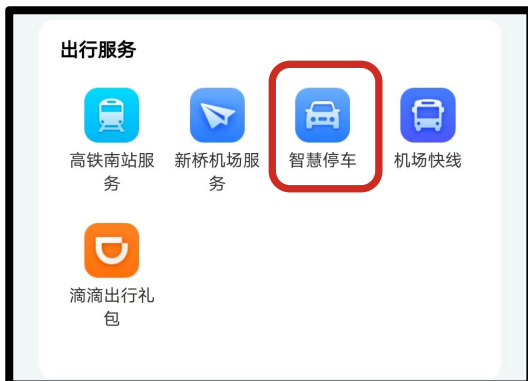 出行服务
高铁南站服务
新桥机场服务
智慧停车
机场快线
滴滴出行礼包